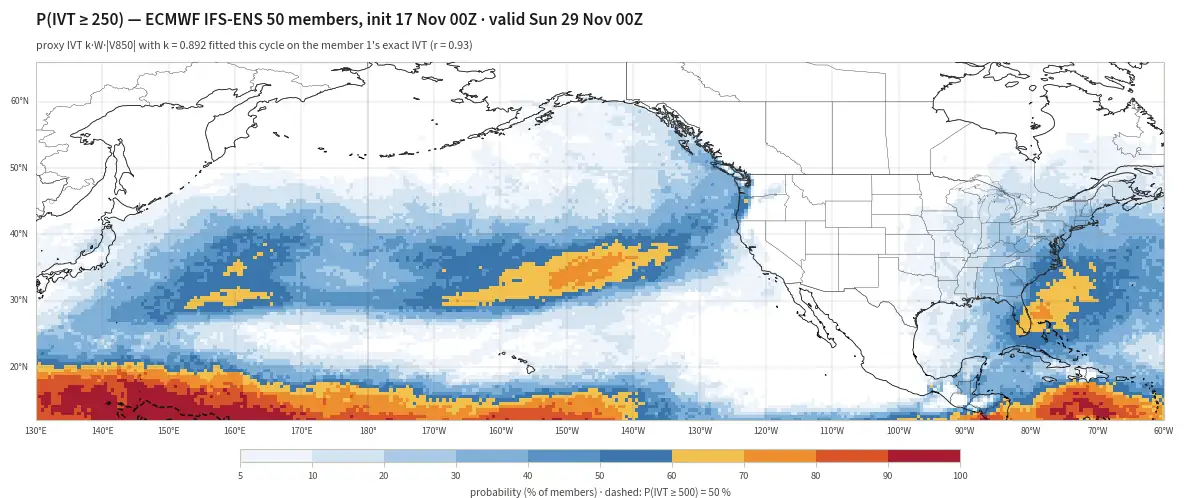 P(IVT ≥ 250) — ECMWF IFS-ENS 50 members, init 17 Nov 00Z · valid Sun 29 Nov 00Z
proxy IVT k·W·|V850| with k = 0.892 fitted this cycle on the member 1's exact IVT (r = 0.93)
60°N
50°N
40°N
30°N
20°N
130°E 140°E 150°E 160°E 170°E 180° 170°W 160°W 150°W 140°W 130°W 120°W 110°W 100°W 90°W 80°W 70°W 60°W
5 10 20 30 40 50 60 70 80 90 100
probability (% of members) · dashed: P(IVT ≥ 500) = 50 %